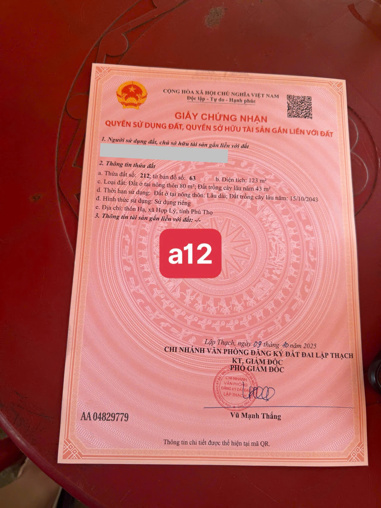 CỘNG HÒA XÃ HỘI CHỦ NGHĨA VIỆT NAM
Độc lập - Tự do - Hạnh phúc
GIẤY CHỨNG NHẬN
QUYỀN SỬ DỤNG ĐẤT, QUYỀN SỞ HỮU TÀI SẢN GẮN LIỀN VỚI ĐẤT
1. Người sử dụng đất, chủ sở hữu tài sản gắn liền với đất
2. Thông tin thửa đất:
a. Thửa đất số: 212, tờ bản đồ số: 63 b. Diện tích: 123 m²
c. Loại đất: Đất ở tại nông thôn 80 m²; Đất trồng cây lâu năm 43 m²
d. Thời hạn sử dụng: Đất ở tại nông thôn: Lâu dài; Đất trồng cây lâu năm: 15/10/2043
đ. Hình thức sử dụng: Sử dụng riêng
e. Địa chỉ: thôn Hạ, xã Hợp Lý, tỉnh Phú Thọ
3. Thông tin tài sản gắn liền với đất: -/-
a12
Lập Thạch, ngày 09 tháng 10 năm 2025
CHI NHÁNH VĂN PHÒNG ĐĂNG KÝ ĐẤT ĐAI LẬP THẠCH
KT, GIÁM ĐỐC
PHÓ GIÁM ĐỐC
Vũ Mạnh Thắng
AA 04829779
Thông tin chi tiết được thể hiện tại mã QR.